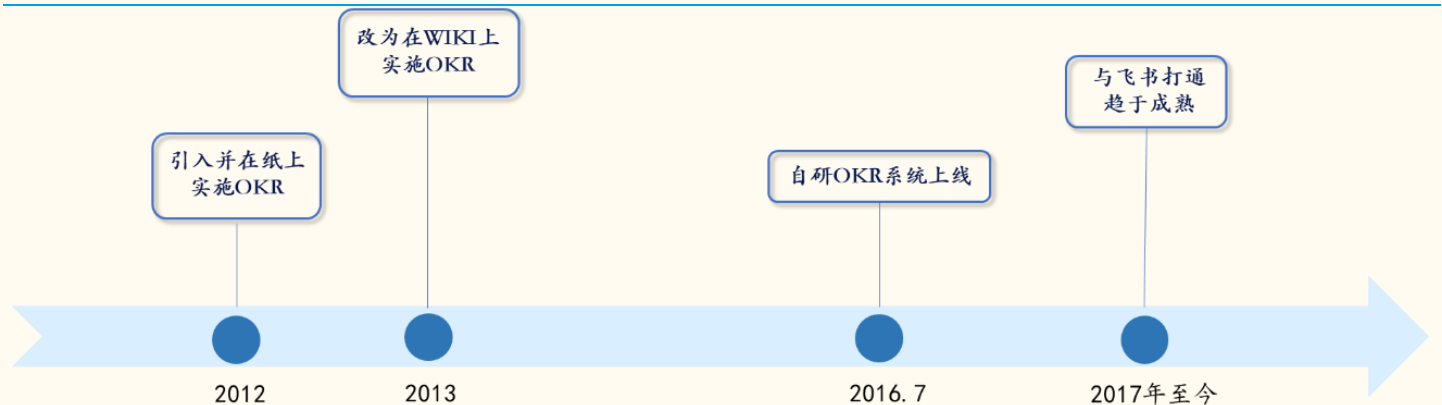 改为在WIKI上
实施OKR
与飞书打通
趋于成熟
引入并在纸上
实施OKR
自研OKR系统上线
2012
2013
2016.7
2017年至今